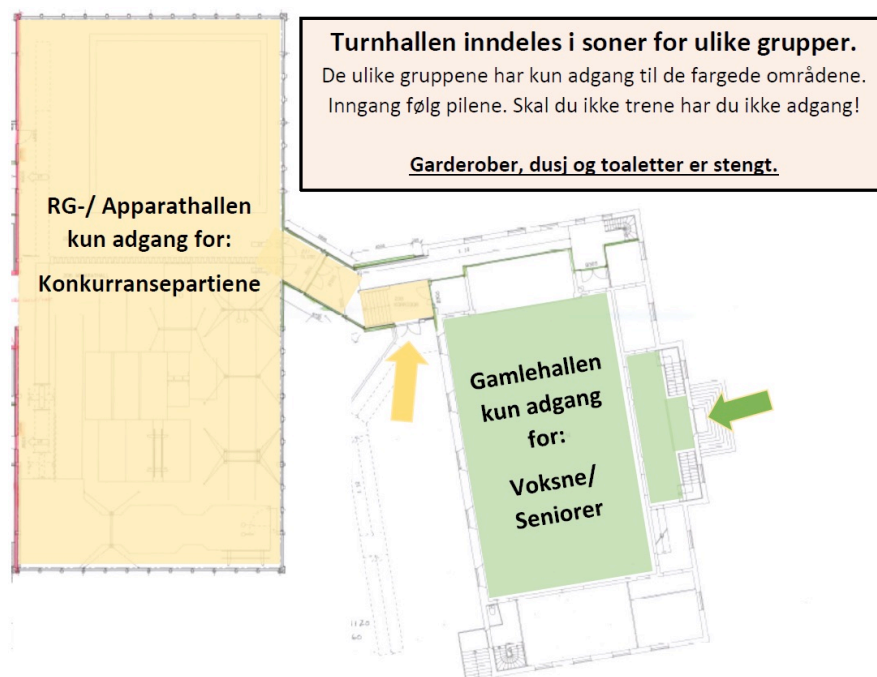 Turnhallen inndeles i soner for ulike grupper.
De ulike gruppene har kun adgang til de fargede områdene.
Inngang følg pilene. Skal du ikke trene har du ikke adgang!
Garderober, dusj og toaletter er stengt.
RG-/ Apparathallen
kun adgang for:
Konkurransepartiene
Gamlehallen
kun adgang
for:
Voksne/
Seniorer